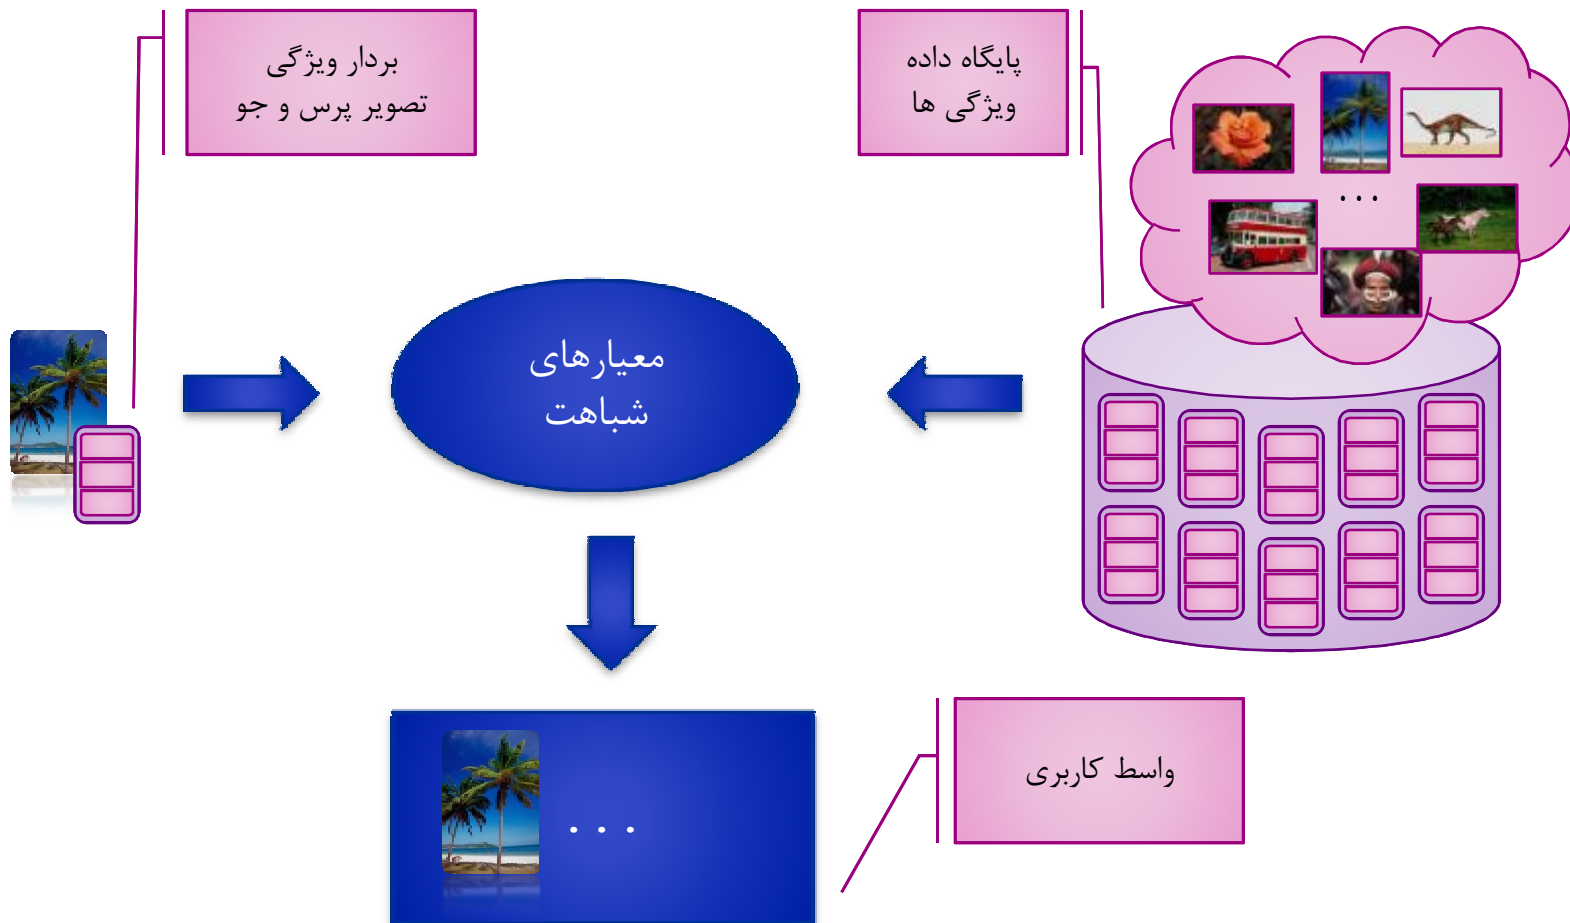 پایگاه داده
ویژگی ها
بردار ویژگی
تصویر پرس و جو
. . .
معیارهای
شباهت
واسط کاربری
. . .